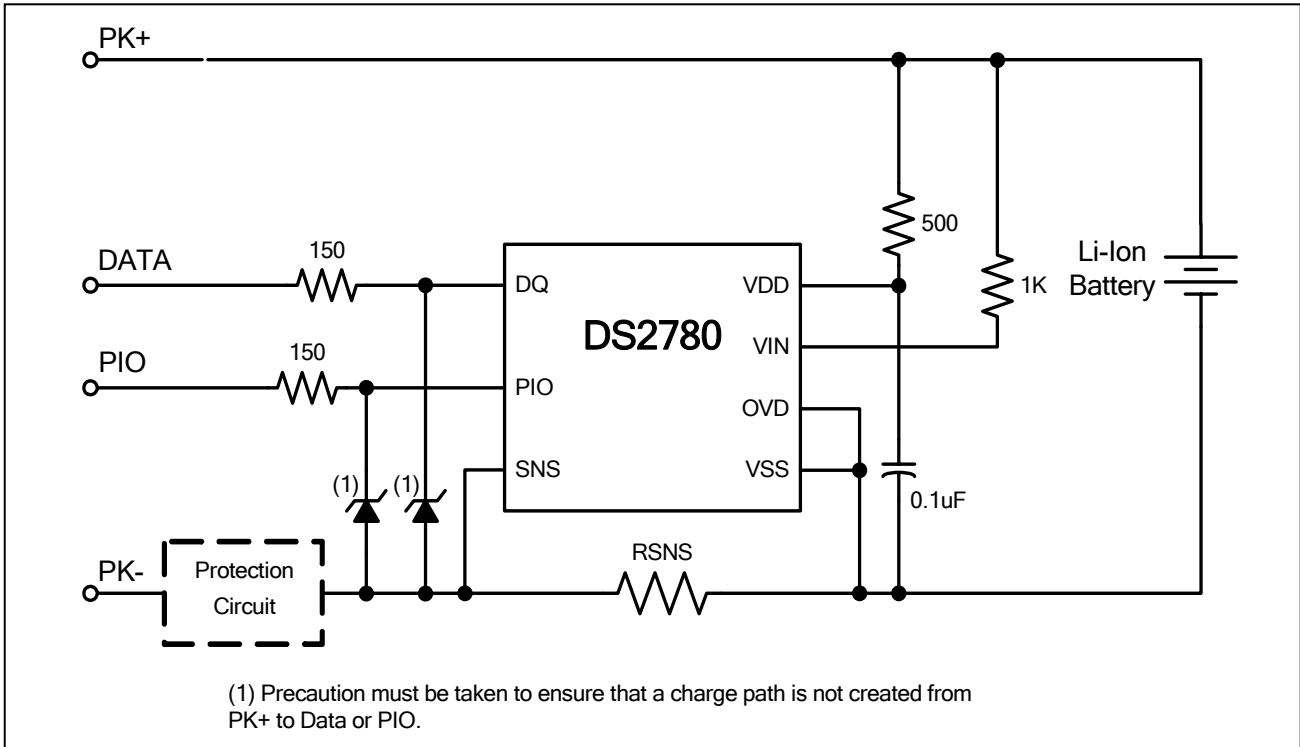 PK+
500
DATA
150
DQ
VDD
Li-Ion
Battery
1K
DS2780
VIN
PIO
150
PIO
OVD
SNS
VSS
(1)
(1)
0.1uF
RSNS
PK-
Protection
Circuit
(1) Precaution must be taken to ensure that a charge path is not created from
PK+ to Data or PIO.